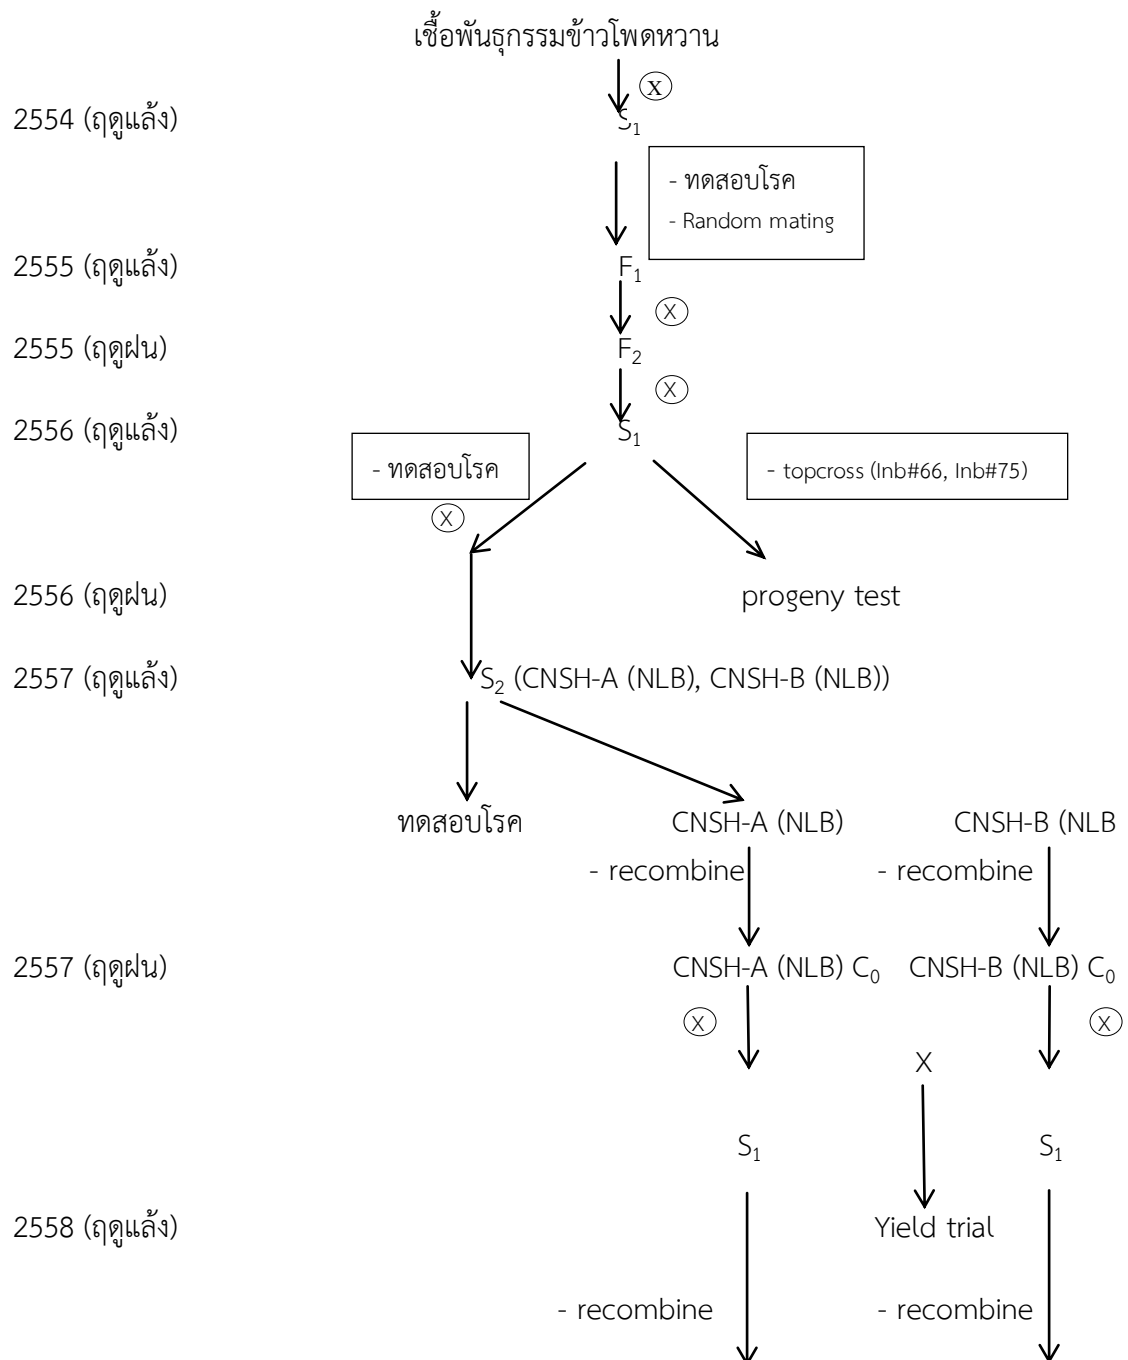 เชื้อพันธุกรรมข้าวโพดหวาน
X
2554 (ฤดูแล้ง) S1
- ทดสอบโรค
- Random mating
2555 (ฤดูแล้ง) F1
X
2555 (ฤดูฝน) F2
X
2556 (ฤดูแล้ง) S1
- ทดสอบโรค - topcross (Inb#66, Inb#75)
X
2556 (ฤดูฝน) progeny test
2557 (ฤดูแล้ง) S2 (CNSH-A (NLB), CNSH-B (NLB))
ทดสอบโรค CNSH-A (NLB) CNSH-B (NLB
- recombine - recombine
2557 (ฤดูฝน) CNSH-A (NLB) C0 CNSH-B (NLB) C0
X X
X
S1 S1
2558 (ฤดูแล้ง) Yield trial
- recombine - recombine